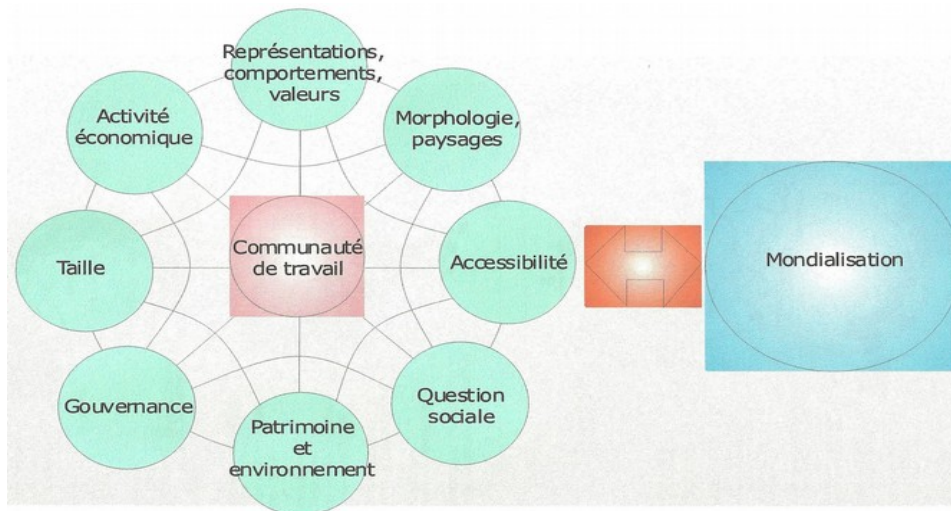 Représentations,
comportements,
valeurs
Activité
économique
Morphologie,
paysages
Taille
Communauté
de travail
Accessibilité
Mondialisation
Gouvernance
Question
sociale
Patrimoine
et
environnement